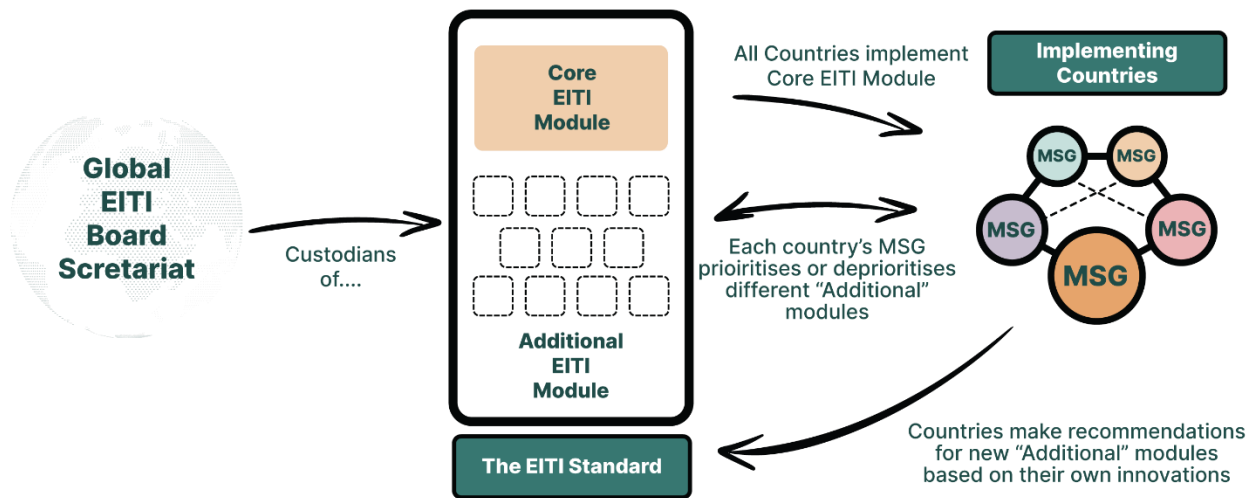 Global
EITI
Board
Scretariat
Custodians
of....
Core
EITI
Module
Additional
EITI
Module
The EITI Standard
All Countries implement
Core EITI Module
Each country’s MSG
prioiritises or deprioritises
different “Additional”
modules
Implementing
Countries
MSG
MSG
MSG
MSG
MSG
Countries make recommendations
for new “Additional” modules
based on their own innovations